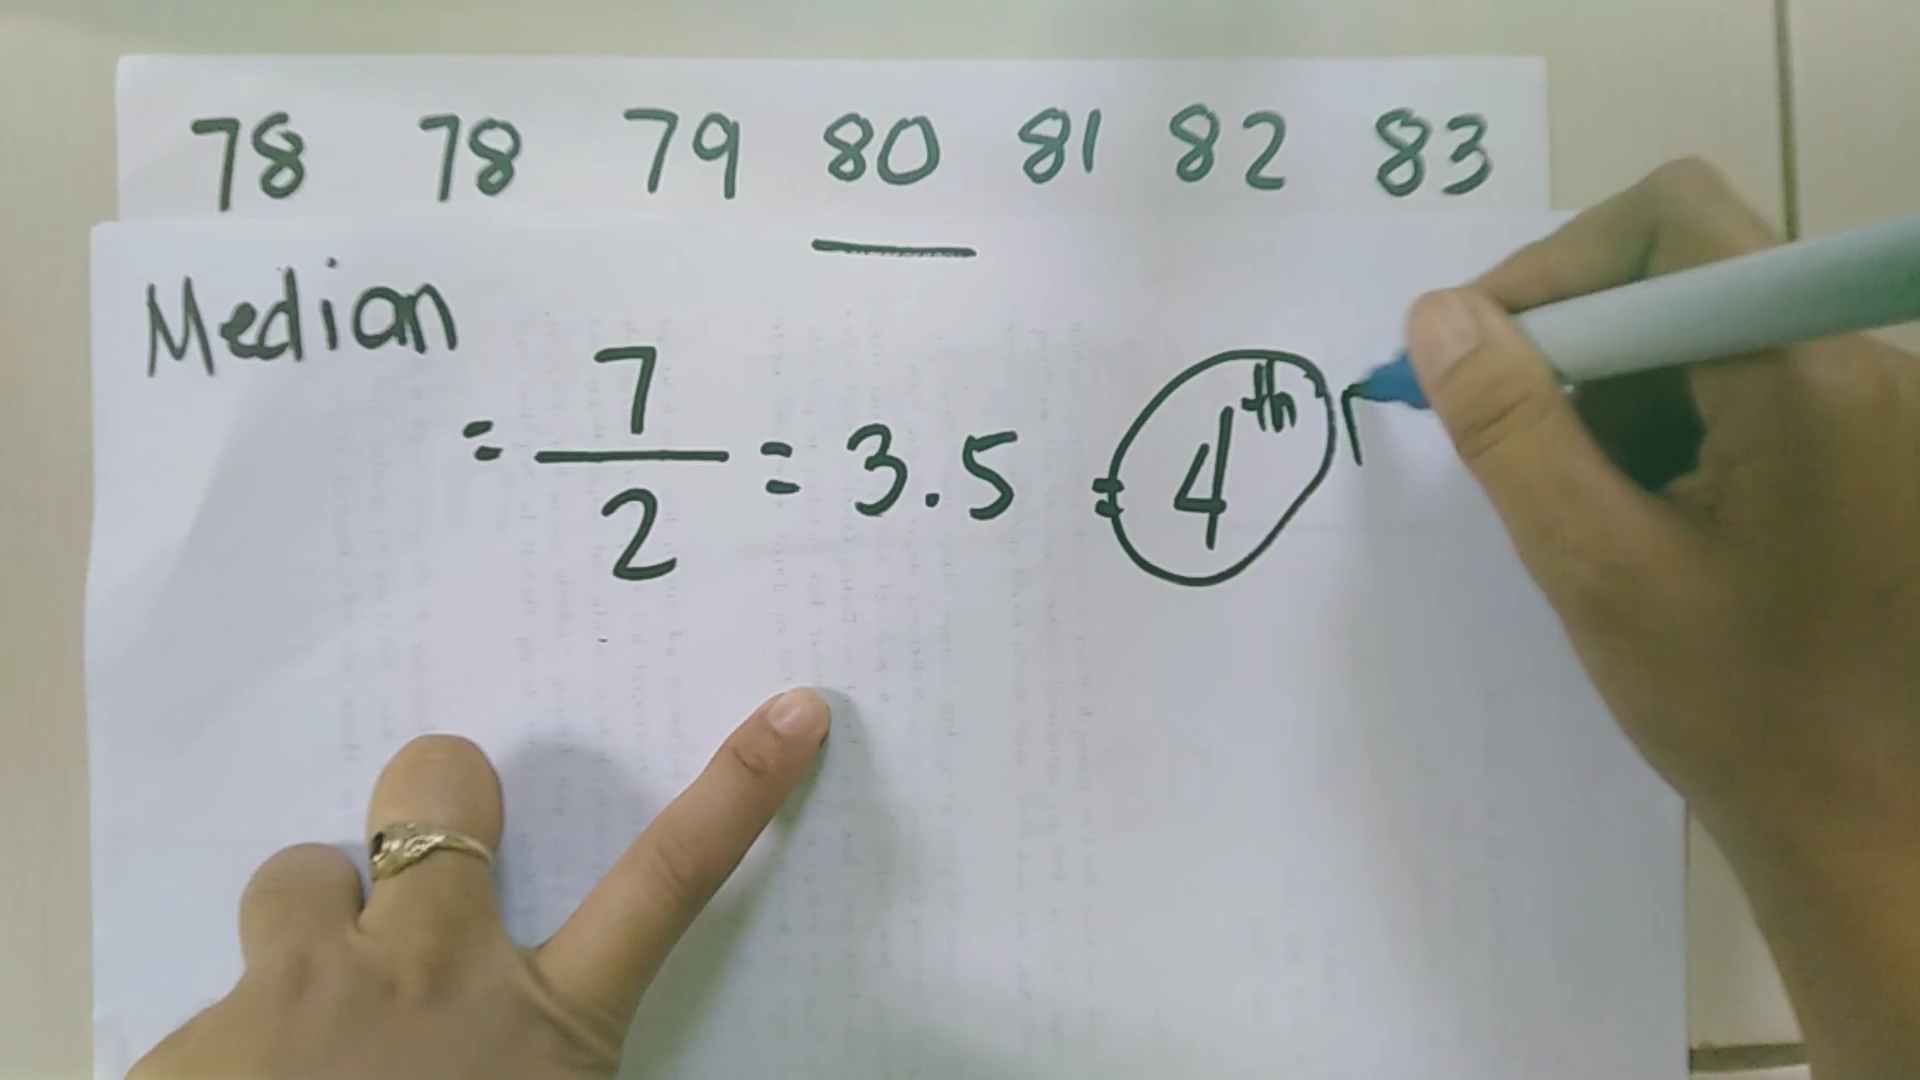 78 78 79 80 81 82 83
Median
= 7/2 = 3.5 = 4th